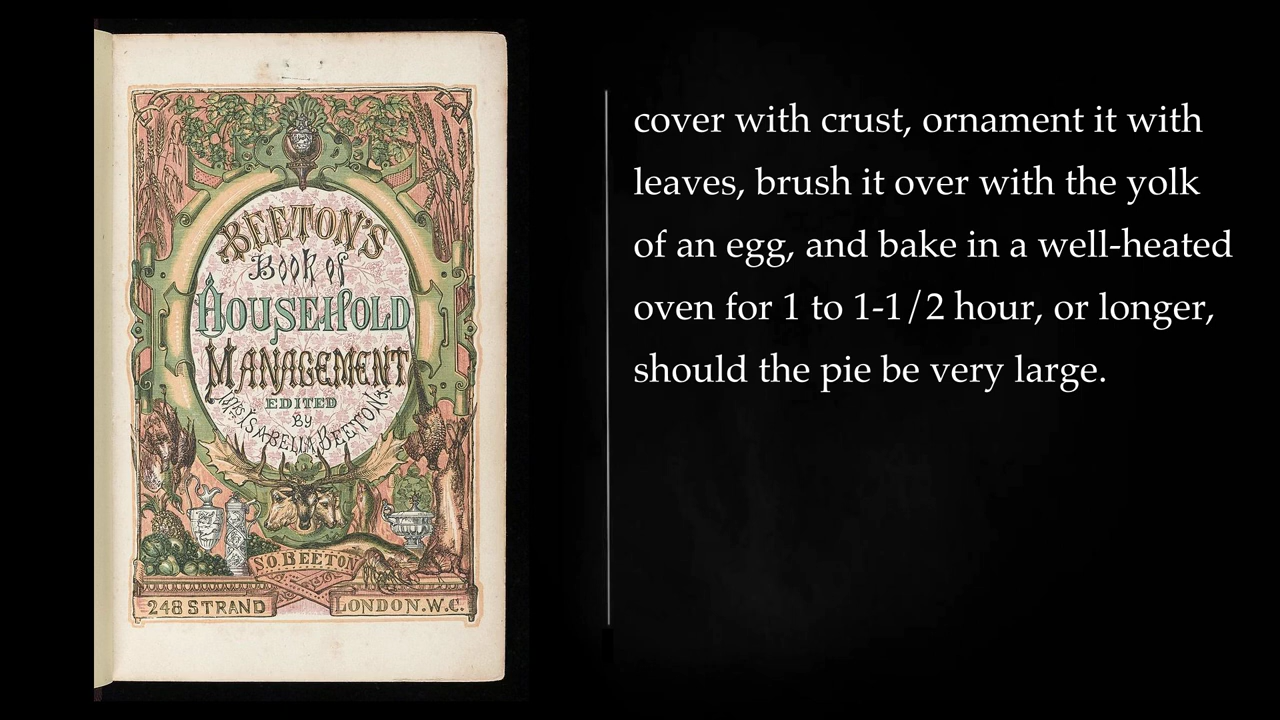 BEETON'S
Book of
HOUSEHOLD
MANAGEMENT
EDITED
BY
MRS ISABELLA BEETON.
S.O. BEETON
248 STRAND
LONDON.W.C.
cover with crust, ornament it with
leaves, brush it over with the yolk
of an egg, and bake in a well-heated
oven for 1 to 1-1/2 hour, or longer,
should the pie be very large.